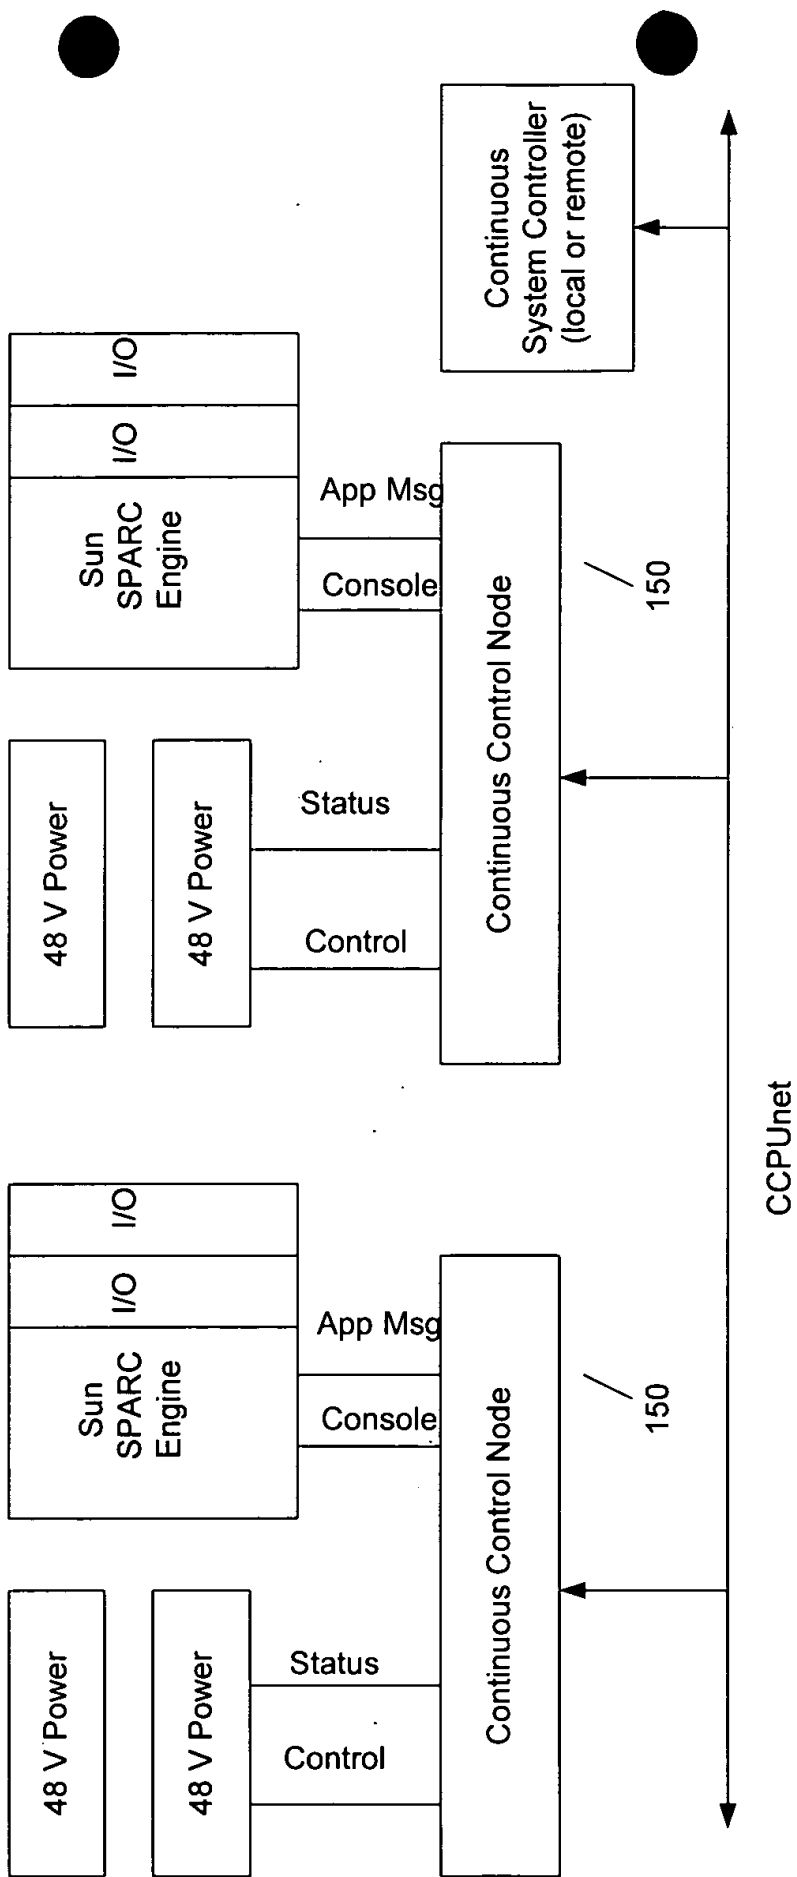 I/O
I/O
Sun
SPARC
Engine
App Msg
Console
Continuous
System Controller
(local or remote)
48 V Power
48 V Power
Status
Control
Continuous Control Node
150
I/O
I/O
Sun
SPARC
Engine
App Msg
Console
48 V Power
48 V Power
Status
Control
Continuous Control Node
150
CCPUnet